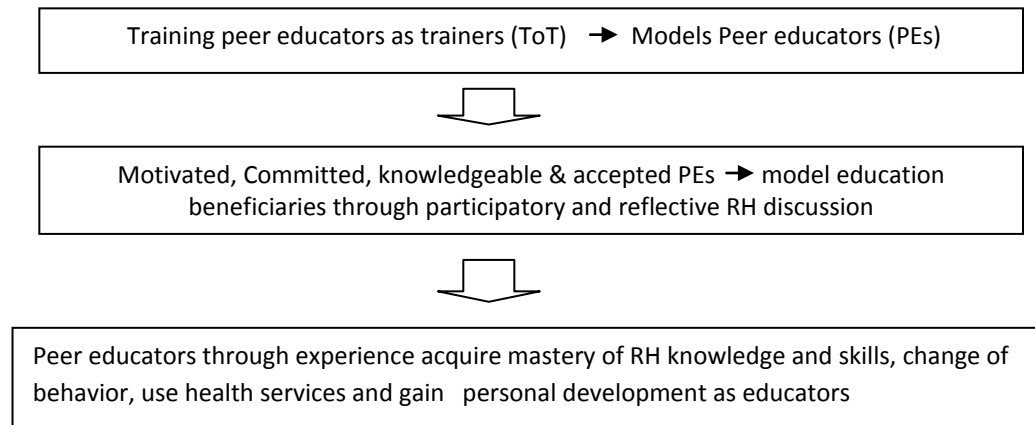 Training peer educators as trainers (ToT) → Models Peer educators (PEs)
Motivated, Committed, knowledgeable & accepted PEs → model education
beneficiaries through participatory and reflective RH discussion
Peer educators through experience acquire mastery of RH knowledge and skills, change of
behavior, use health services and gain personal development as educators